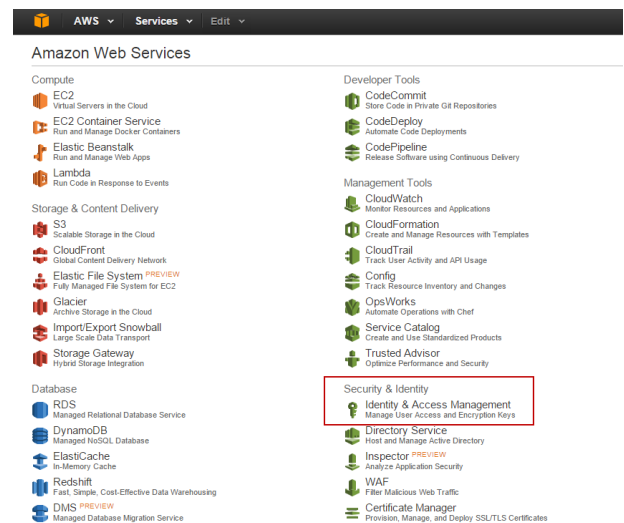 AWS Services Edit
Amazon Web Services
Compute
EC2
Virtual Servers in the Cloud
EC2 Container Service
Run and Manage Docker Containers
Elastic Beanstalk
Run and Manage Web Apps
Lambda
Run Code in Response to Events
Storage & Content Delivery
S3
Scalable Storage in the Cloud
CloudFront
Global Content Delivery Network
Elastic File System PREVIEW
Fully Managed File System for EC2
Glacier
Archive Storage in the Cloud
Import/Export Snowball
Large Scale Data Transport
Storage Gateway
Hybrid Storage Integration
Database
RDS
Managed Relational Database Service
DynamoDB
Managed NoSQL Database
ElastiCache
In-Memory Cache
Redshift
Fast, Simple, Cost-Effective Data Warehousing
DMS PREVIEW
Managed Database Migration Service
Developer Tools
CodeCommit
Store Code in Private Git Repositories
CodeDeploy
Automate Code Deployments
CodePipeline
Release Software using Continuous Delivery
Management Tools
CloudWatch
Monitor Resources and Applications
CloudFormation
Create and Manage Resources with Templates
CloudTrail
Track User Activity and API Usage
Config
Track Resource Inventory and Changes
OpsWorks
Automate Operations with Chef
Service Catalog
Create and Use Standardized Products
Trusted Advisor
Optimize Performance and Security
Security & Identity
Identity & Access Management
Manage User Access and Encryption Keys
Directory Service
Host and Manage Active Directory
Inspector PREVIEW
Analyze Application Security
WAF
Filter Malicious Web Traffic
Certificate Manager
Provision, Manage, and Deploy SSL/TLS Certificates